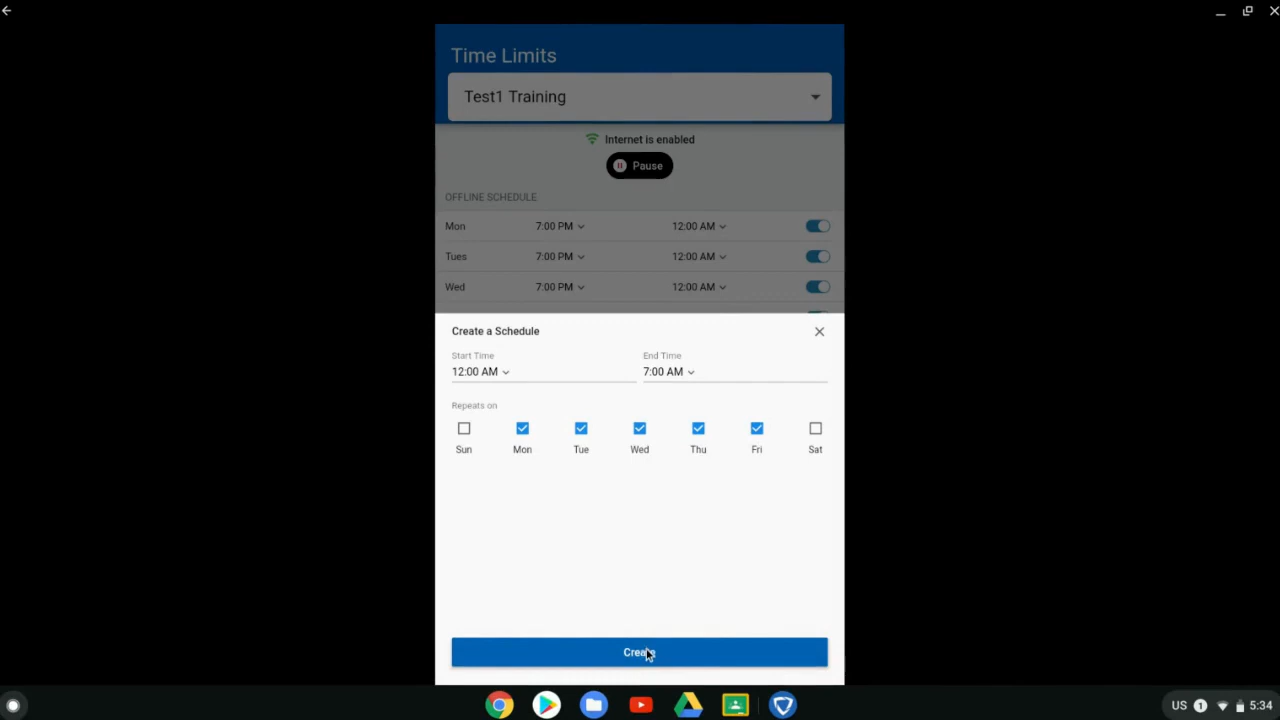 Time Limits
Test1 Training
Internet is enabled
Pause
OFFLINE SCHEDULE
Mon 7:00 PM 12:00 AM
Tues 7:00 PM 12:00 AM
Wed 7:00 PM 12:00 AM
Create a Schedule
Start Time End Time
12:00 AM 7:00 AM
Repeats on
Sun Mon Tue Wed Thu Fri Sat
Create
US 1 5:34